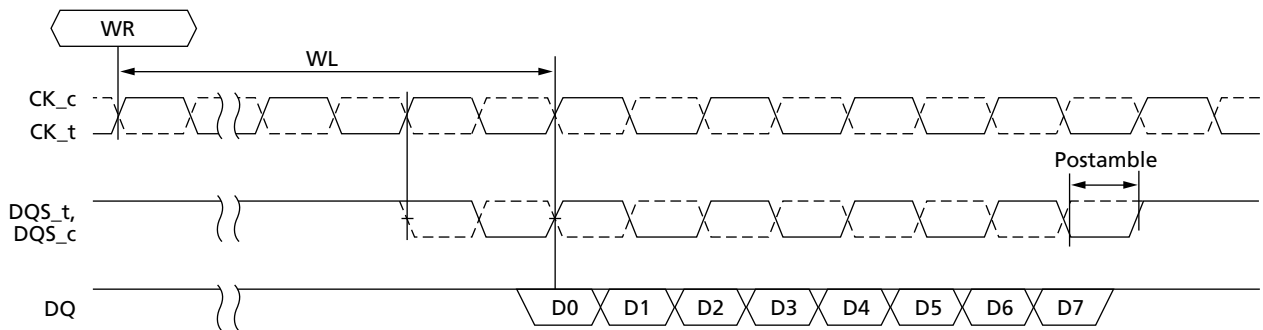 WR
WL
CK_c
CK_t
Postamble
DQS_t,
DQS_c
DQ D0 D1 D2 D3 D4 D5 D6 D7